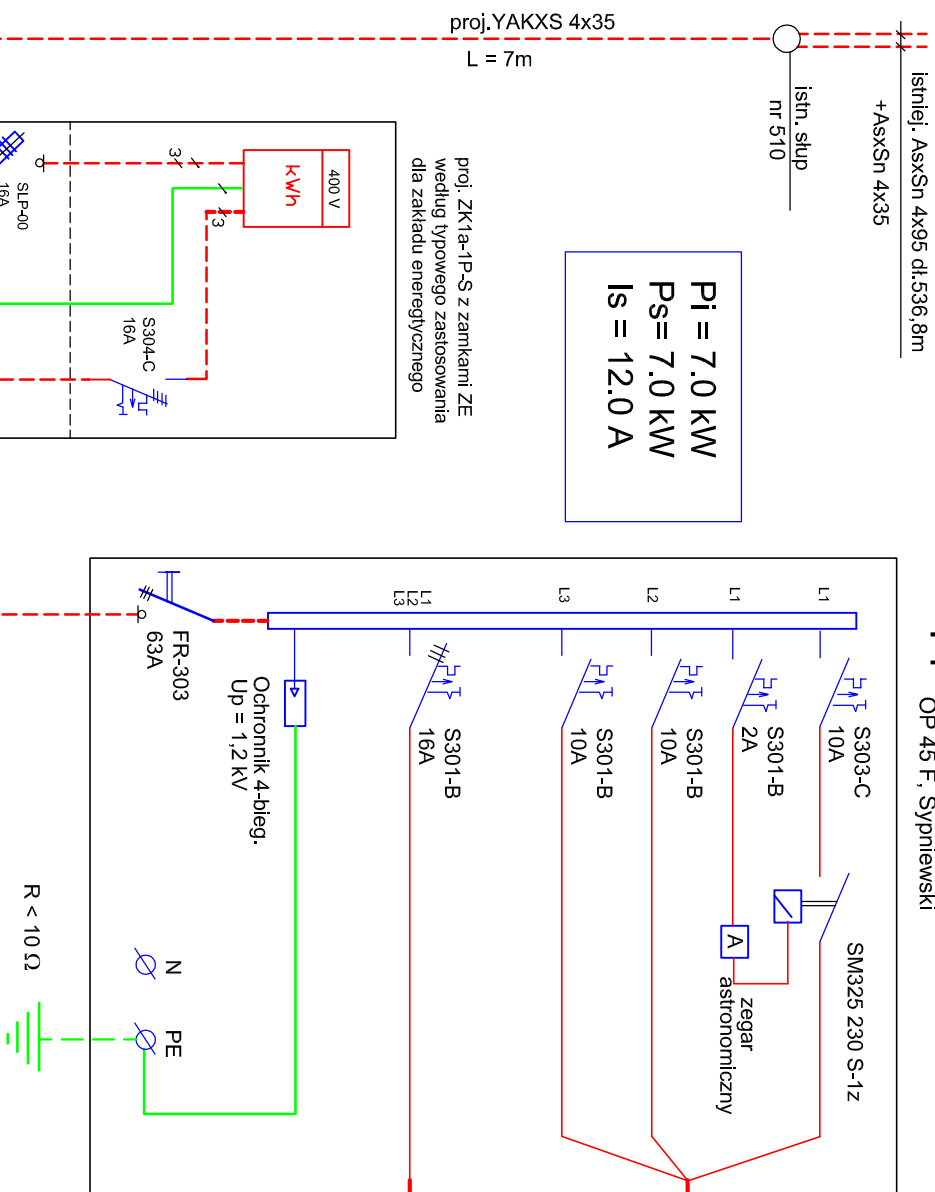 proj.YAKXS 4x35
L = 7m
istniej. AsxSn 4x95 dł.536,8m
+AsxSn 4x35
istn. słup
nr 510
proj. ZK1a-1P-S z zamkami ZE
według typowego zastosowania
dla zakładu eneregtycznego
400 V
kWh
3
3
SLP-00
16A
S304-C
16A
Pi = 7.0 kW
Ps= 7.0 kW
Is = 12.0 A
OP 45 F, Sypniewski
L1
S303-C
10A
SM325 230 S-1z
L1
S301-B
2A
A
zegar
astronomiczny
L2
S301-B
10A
L3
S301-B
10A
L1
L2
L3
S301-B
16A
Ochronnik 4-bieg.
Up = 1,2 kV
FR-303
63A
N
PE
R < 10 Ω